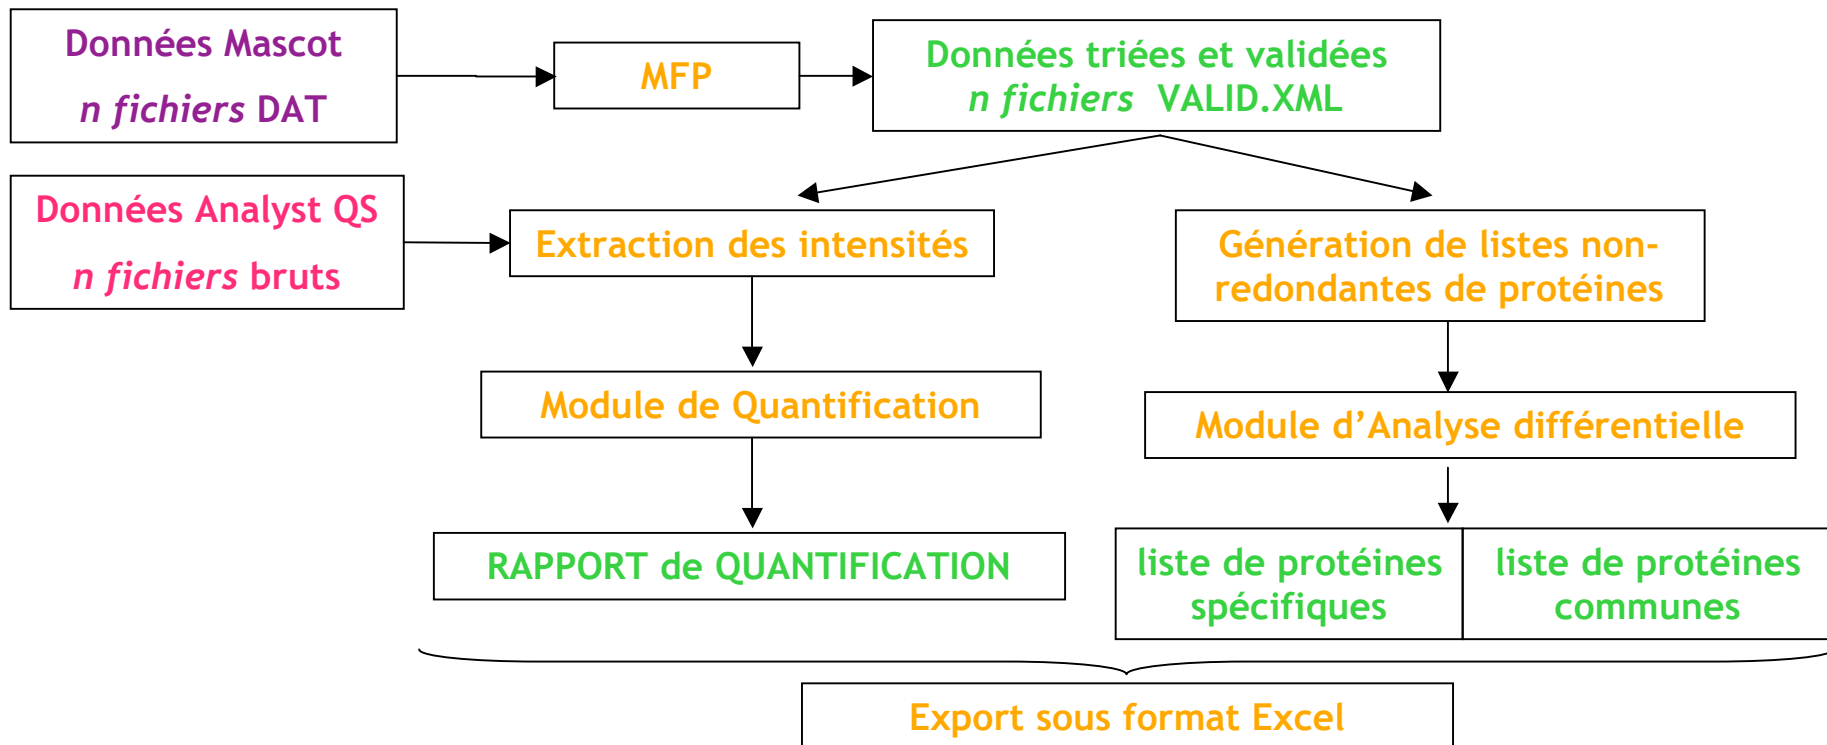 Données Mascot
n fichiers DAT
MFP
Données triées et validées
n fichiers VALID.XML
Données Analyst QS
n fichiers bruts
Extraction des intensités
Génération de listes non-
redondantes de protéines
Module de Quantification
Module d’Analyse différentielle
RAPPORT de QUANTIFICATION
liste de protéines
spécifiques
liste de protéines
communes
Export sous format Excel